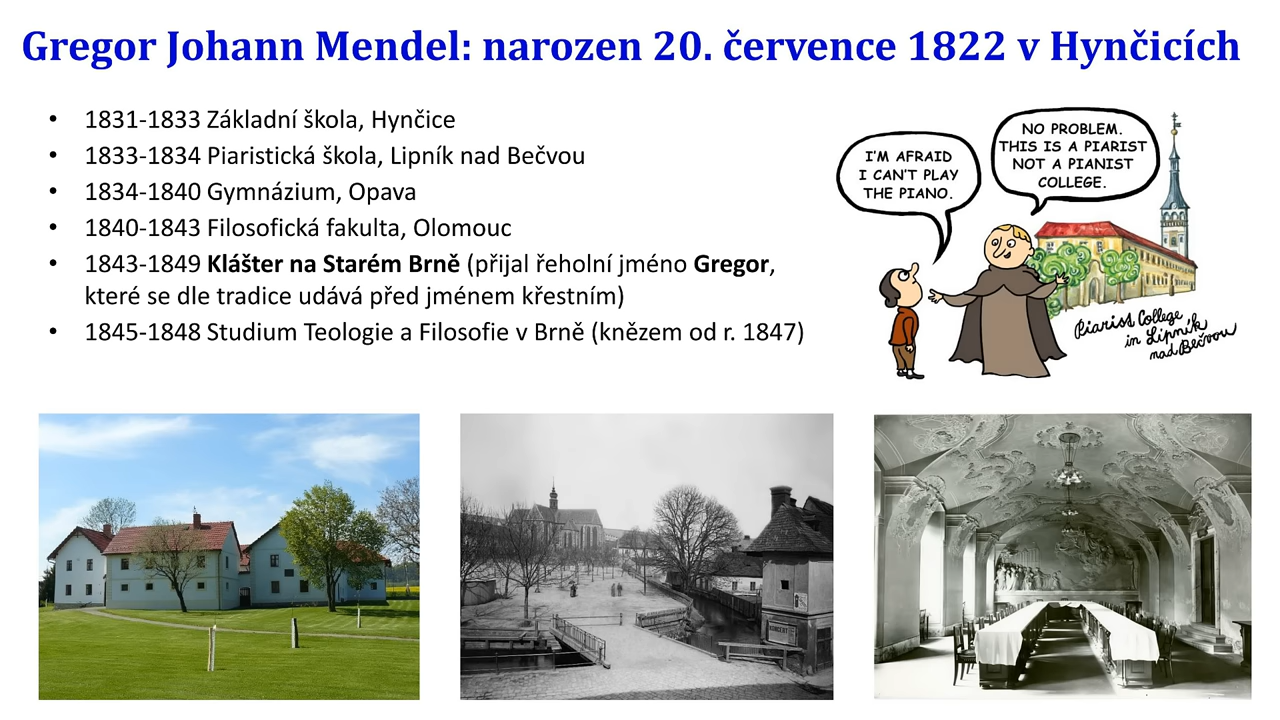 Gregor Johann Mendel: narozen 20. července 1822 v Hynčicích
• 1831-1833 Základní škola, Hynčice
• 1833-1834 Piaristická škola, Lipník nad Bečvou
• 1834-1840 Gymnázium, Opava
• 1840-1843 Filosofická fakulta, Olomouc
• 1843-1849 Klášter na Starém Brně (přijal řeholní jméno Gregor,
které se dle tradice udává před jménem křestním)
• 1845-1848 Studium Teologie a Filosofie v Brně (knězem od r. 1847)
I'M AFRAID
I CAN'T PLAY
THE PIANO.
NO PROBLEM.
THIS IS A PIARIST
NOT A PIANIST
COLLEGE.
Piarist College
in Lipník
nad Bečvou